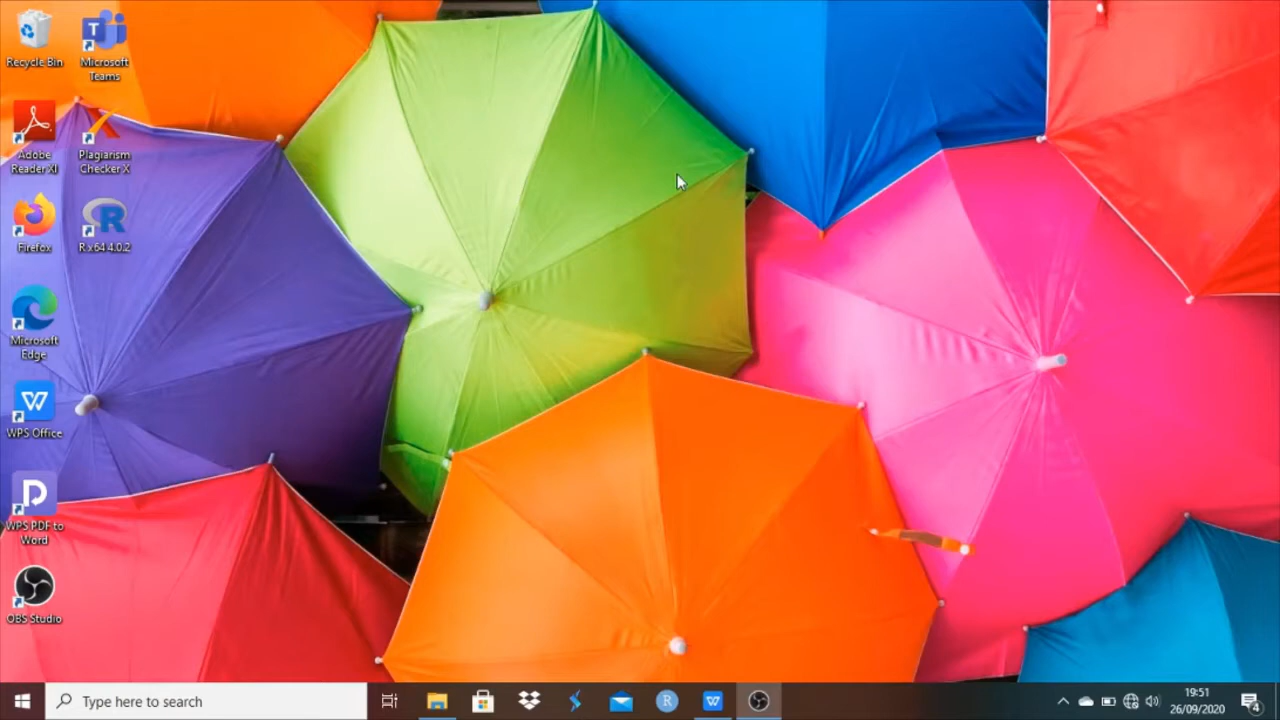 Recycle Bin
Microsoft
Teams
Adobe
Reader XI
Plagiarism
Checker X
Firefox
R x64 4.0.2
Microsoft
Edge
WPS Office
WPS PDF to
Word
OBS Studio
Type here to search
19:51
26/09/2020
4